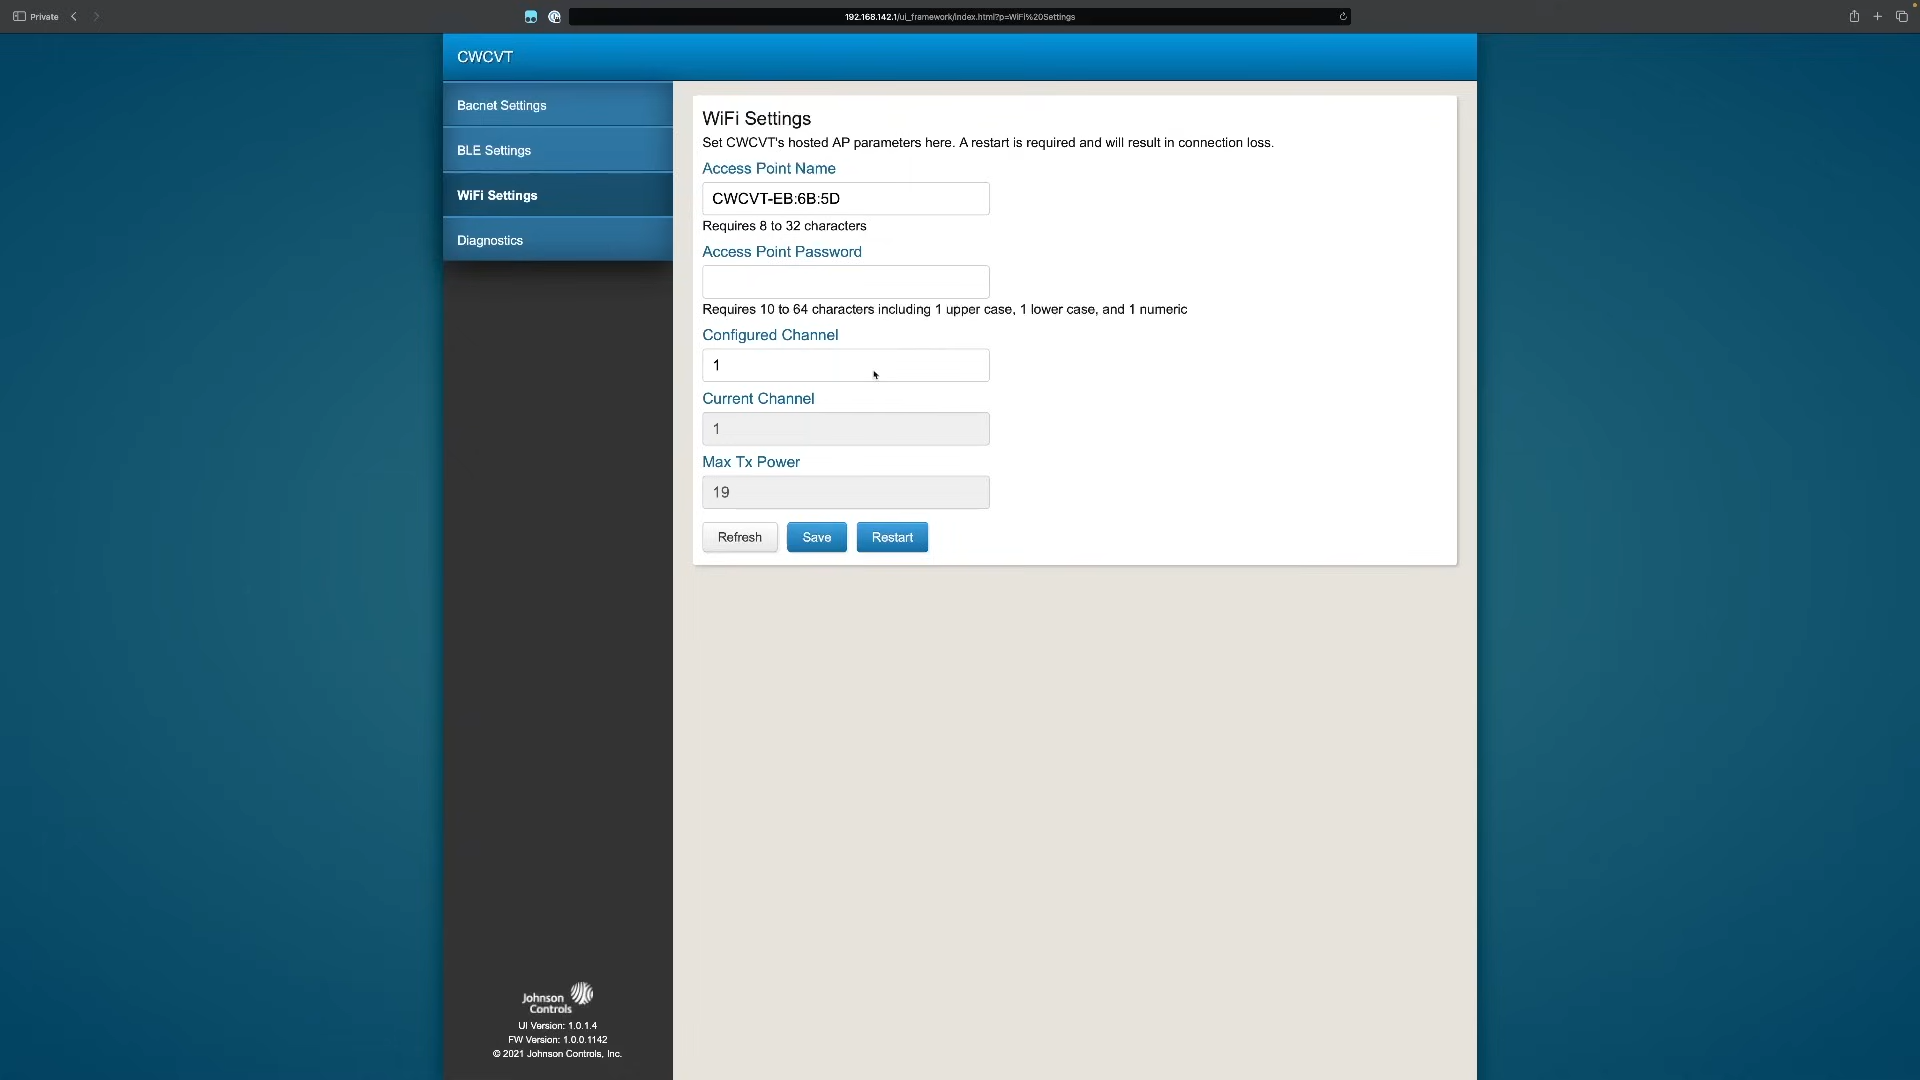 Private
192.168.142.1/ui_framework/index.html?p=WiFi%20Settings
CWCVT
Bacnet Settings
BLE Settings
WiFi Settings
Diagnostics
WiFi Settings
Set CWCVT's hosted AP parameters here. A restart is required and will result in connection loss.
Access Point Name
CWCVT-EB:6B:5D
Requires 8 to 32 characters
Access Point Password
Requires 10 to 64 characters including 1 upper case, 1 lower case, and 1 numeric
Configured Channel
1
Current Channel
1
Max Tx Power
19
Refresh Save Restart
Johnson
Controls
UI Version: 1.0.1.4
FW Version: 1.0.0.1142
© 2021 Johnson Controls, Inc.